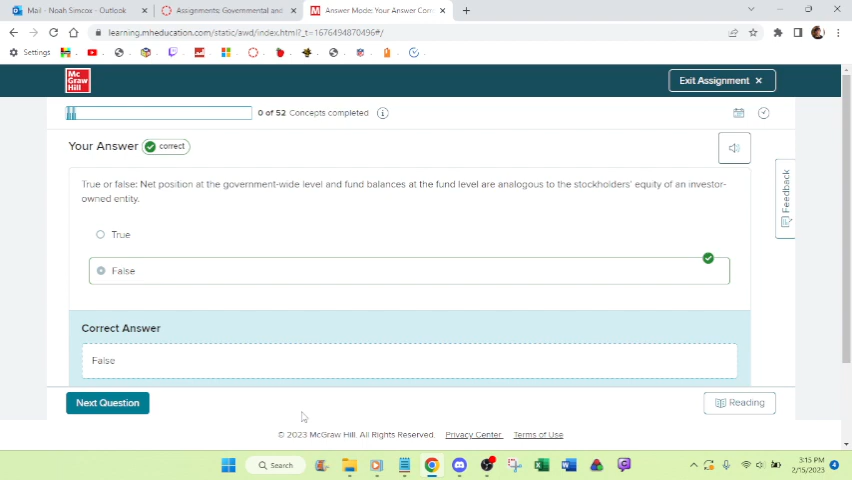 Mail - Noah Simcox - Outlook
Assignments: Governmental and
Answer Mode: Your Answer Corr
learning.mheducation.com/static/awd/index.html?_t=1676494870496#/
Settings
Mc
Graw
Hill
Exit Assignment
0 of 52 Concepts completed
Your Answer correct
True or false: Net position at the government-wide level and fund balances at the fund level are analogous to the stockholders' equity of an investor-
owned entity.
True
False
Feedback
Correct Answer
False
Next Question
Reading
© 2023 McGraw Hill. All Rights Reserved. Privacy Center Terms of Use
Search
3:15 PM
2/15/2023
4